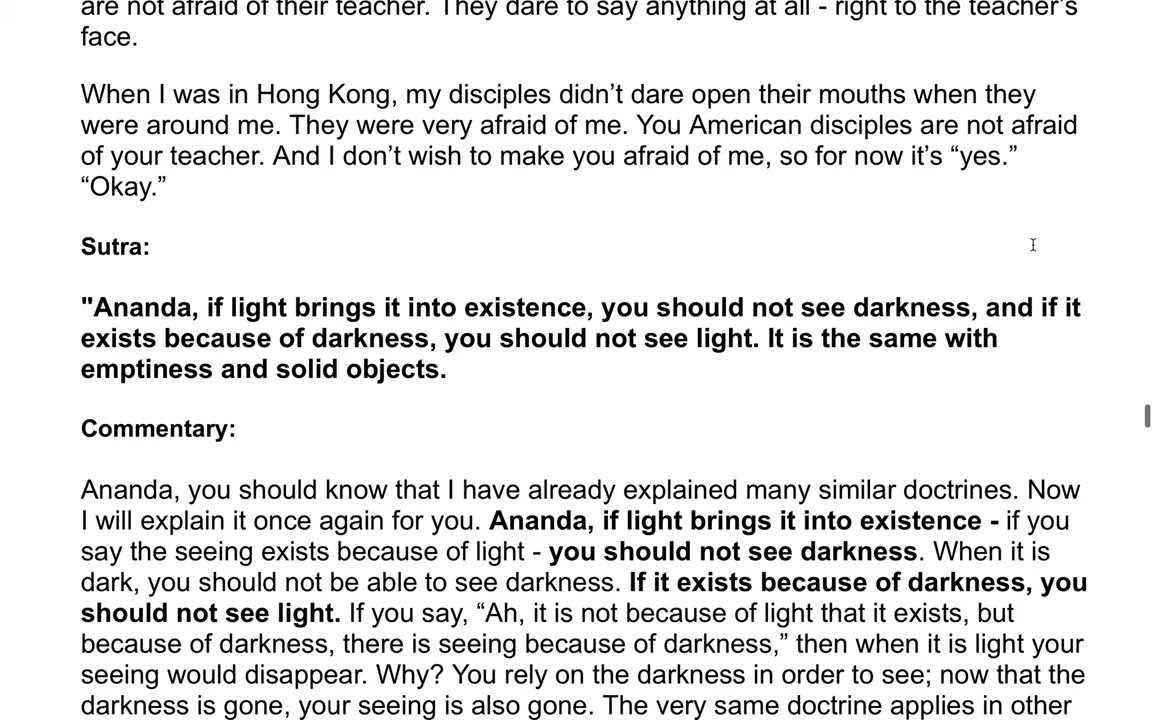 are not afraid of their teacher. They dare to say anything at all - right to the teacher's
face.
When I was in Hong Kong, my disciples didn’t dare open their mouths when they
were around me. They were very afraid of me. You American disciples are not afraid
of your teacher. And I don’t wish to make you afraid of me, so for now it’s “yes.”
“Okay.”
Sutra:
"Ananda, if light brings it into existence, you should not see darkness, and if it
exists because of darkness, you should not see light. It is the same with
emptiness and solid objects.
Commentary:
Ananda, you should know that I have already explained many similar doctrines. Now
I will explain it once again for you. Ananda, if light brings it into existence - if you
say the seeing exists because of light - you should not see darkness. When it is
dark, you should not be able to see darkness. If it exists because of darkness, you
should not see light. If you say, “Ah, it is not because of light that it exists, but
because of darkness, there is seeing because of darkness,” then when it is light your
seeing would disappear. Why? You rely on the darkness in order to see; now that the
darkness is gone, your seeing is also gone. The very same doctrine applies in other